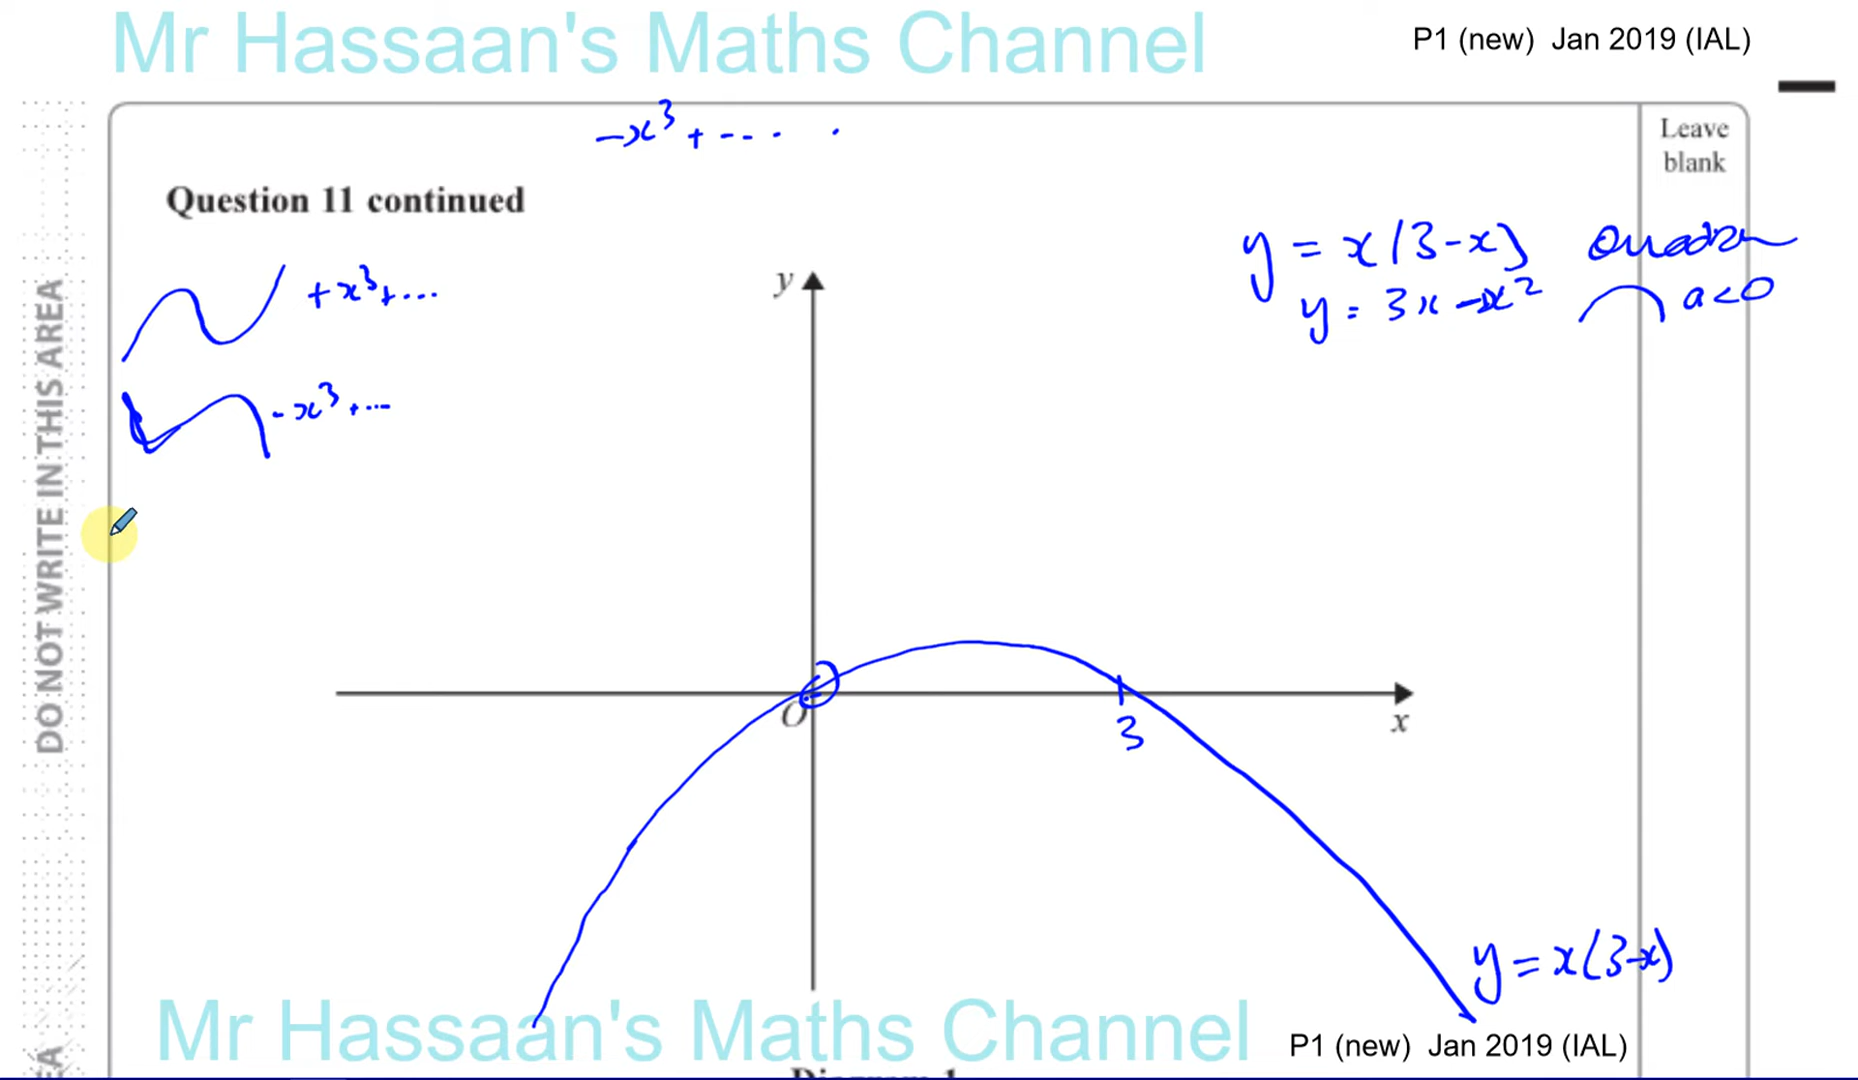 Mr Hassaan's Maths Channel
P1 (new) Jan 2019 (IAL)
-x³ + --- .
Leave
blank
Question 11 continued
y = x(3-x)
y = 3x -x² a<0
+x³+...
-x³+...
DO NOT WRITE IN THIS AREA
y
O
3
x
y = x(3-x)
Mr Hassaan's Maths Channel
P1 (new) Jan 2019 (IAL)
EA